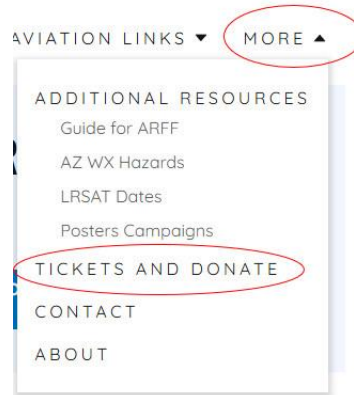 AVIATION LINKS ▼ MORE ▲
ADDITIONAL RESOURCES
Guide for ARFF
AZ WX Hazards
LRSAT Dates
Posters Campaigns
TICKETS AND DONATE
CONTACT
ABOUT